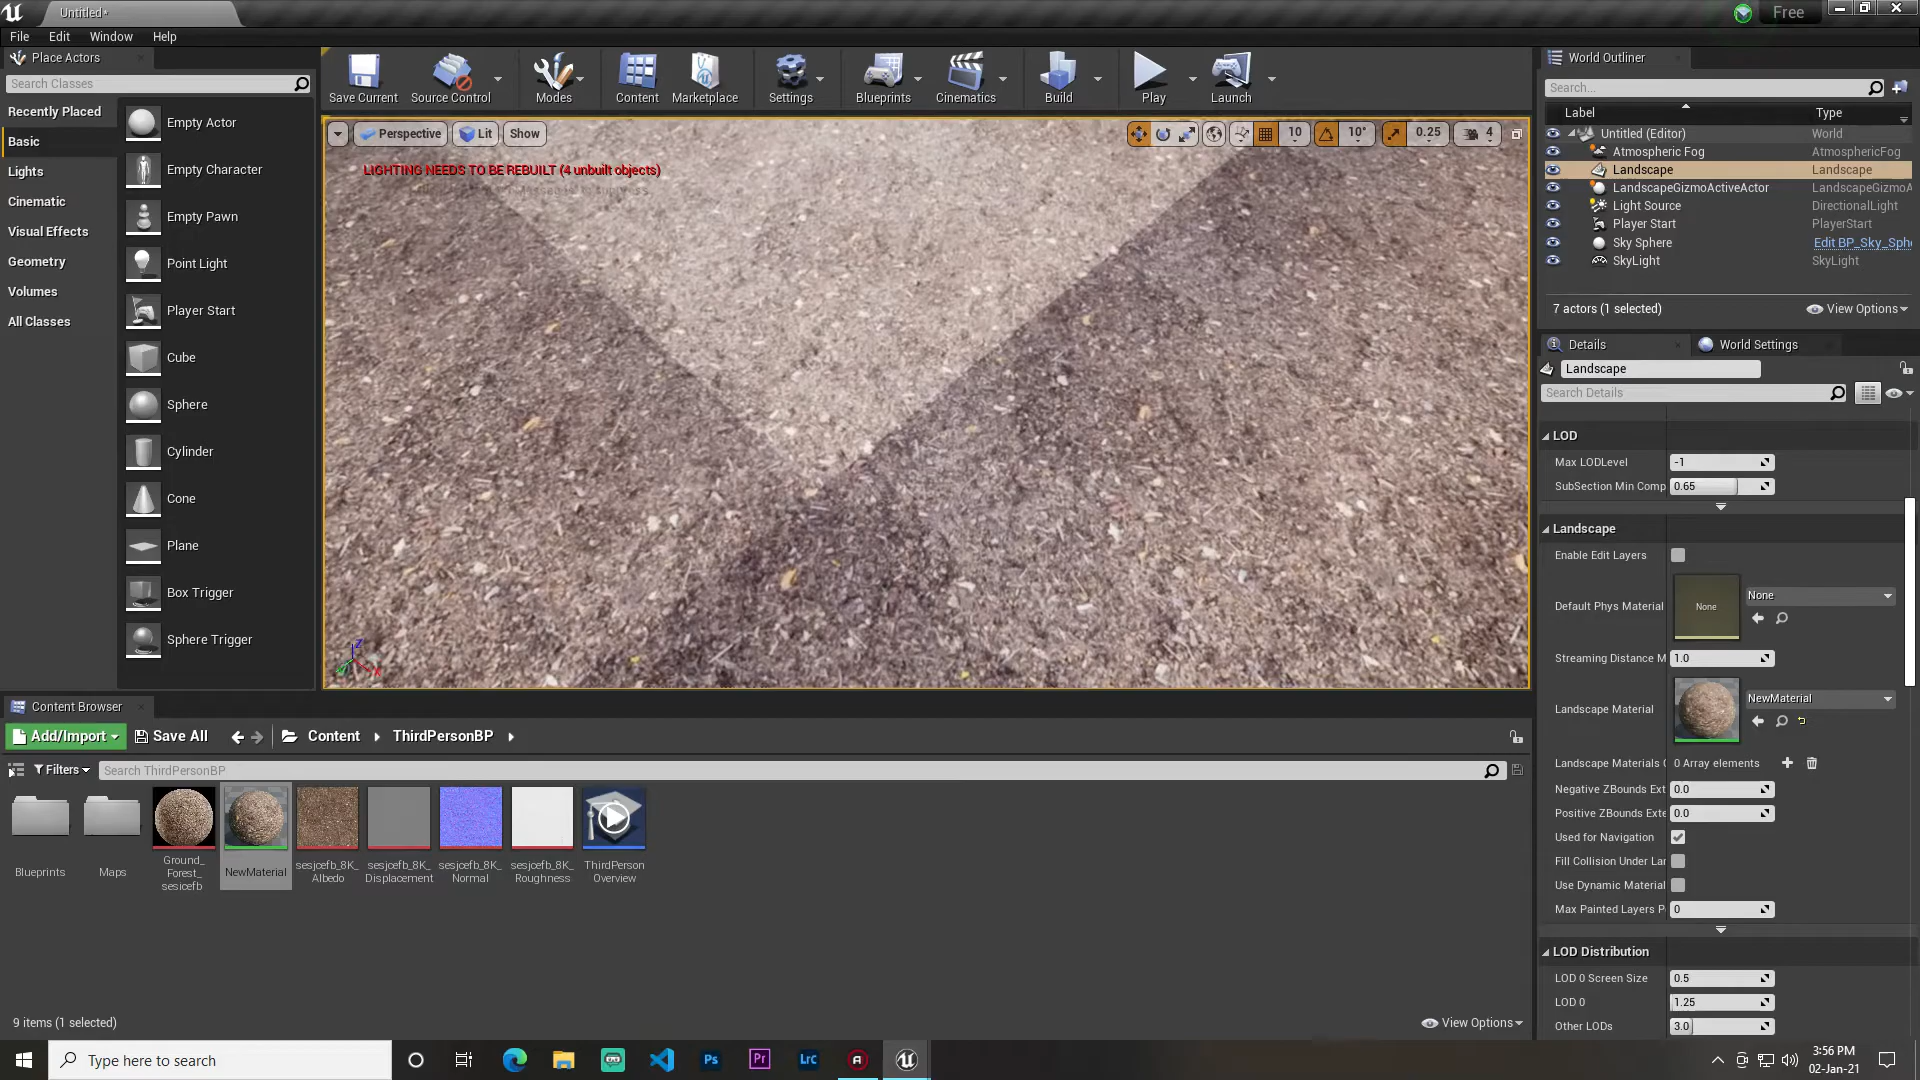 Untitled*
Free
File Edit Window Help
Place Actors
Search Classes
Recently Placed
Basic
Lights
Cinematic
Visual Effects
Geometry
Volumes
All Classes
Empty Actor
Empty Character
Empty Pawn
Point Light
Player Start
Cube
Sphere
Cylinder
Cone
Plane
Box Trigger
Sphere Trigger
Save Current Source Control Modes Content Marketplace Settings Blueprints Cinematics Build Play Launch
Perspective Lit Show
10 10° 0.25 4
LIGHTING NEEDS TO BE REBUILT (4 unbuilt objects)
Z
X
World Outliner
Search...
Label Type
Untitled (Editor) World
Atmospheric Fog AtmosphericFog
Landscape Landscape
LandscapeGizmoActiveActor LandscapeGizmoA
Light Source DirectionalLight
Player Start PlayerStart
Sky Sphere Edit BP_Sky_Sph
SkyLight SkyLight
7 actors (1 selected) View Options
Details World Settings
Landscape
Search Details
LOD
Max LODLevel -1
SubSection Min Comp 0.65
Landscape
Enable Edit Layers
Default Phys Material None None
Streaming Distance M 1.0
Landscape Material NewMaterial
Landscape Materials 0 Array elements
Negative ZBounds Ext 0.0
Positive ZBounds Exte 0.0
Used for Navigation
Fill Collision Under Lar
Use Dynamic Material
Max Painted Layers P 0
LOD Distribution
LOD 0 Screen Size 0.5
LOD 0 1.25
Other LODs 3.0
Content Browser
Add/Import Save All Content ThirdPersonBP
Filters Search ThirdPersonBP
Blueprints
Maps
Ground_
Forest_
sesjcefb
NewMaterial
sesjcefb_8K_
Albedo
sesjcefb_8K_
Displacement
sesjcefb_8K_
Normal
sesjcefb_8K_
Roughness
ThirdPerson
Overview
9 items (1 selected)
View Options
Type here to search
Ps Pr Lrc
3:56 PM
02-Jan-21